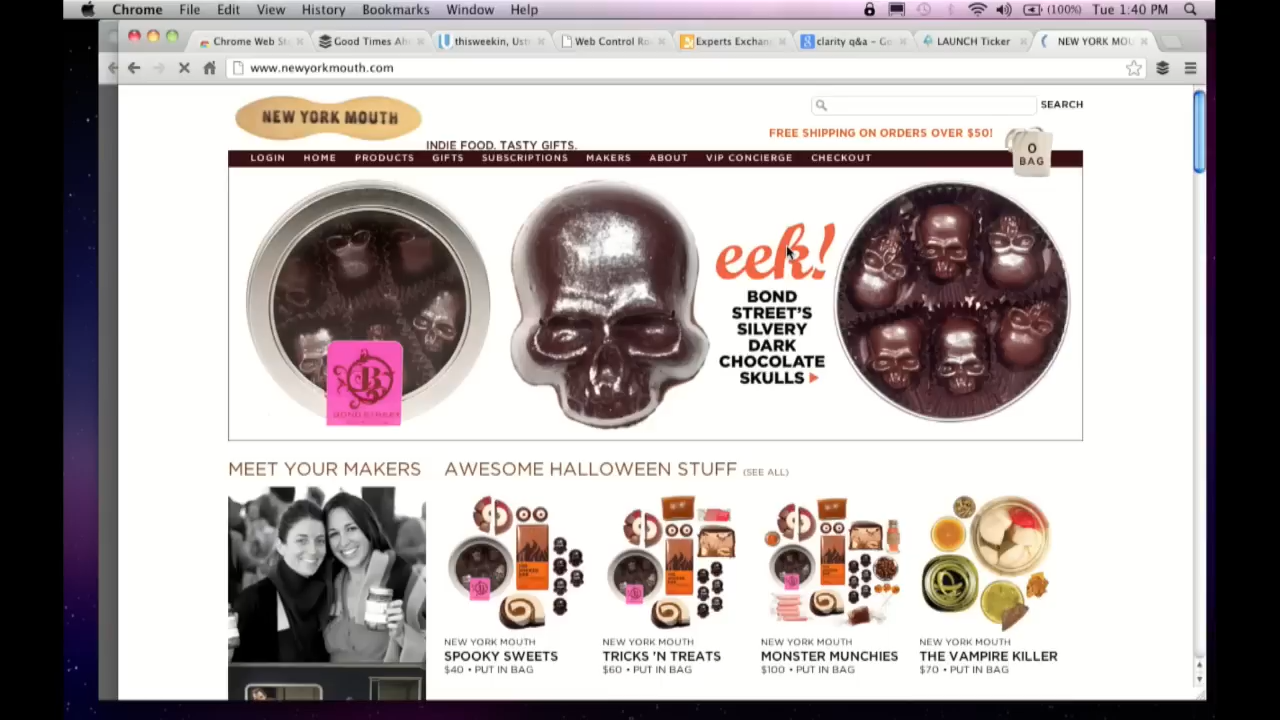 Chrome File Edit View History Bookmarks Window Help
(100%) Tue 1:40 PM
Chrome Web St
Good Times Ah
thisweekin, Ust
Web Control Ro
Experts Exchan
clarity q&a - Go
LAUNCH Ticker
NEW YORK MOU
www.newyorkmouth.com
NEW YORK MOUTH
SEARCH
FREE SHIPPING ON ORDERS OVER $50!
INDIE FOOD. TASTY GIFTS.
LOGIN HOME PRODUCTS GIFTS SUBSCRIPTIONS MAKERS ABOUT VIP CONCIERGE CHECKOUT
0
BAG
eek!
BOND
STREET'S
SILVERY
DARK
CHOCOLATE
SKULLS
B
BOND STREET
MEET YOUR MAKERS
AWESOME HALLOWEEN STUFF (SEE ALL)
NEW YORK MOUTH
SPOOKY SWEETS
$40 • PUT IN BAG
NEW YORK MOUTH
TRICKS 'N TREATS
$60 • PUT IN BAG
NEW YORK MOUTH
MONSTER MUNCHIES
$100 • PUT IN BAG
NEW YORK MOUTH
THE VAMPIRE KILLER
$70 • PUT IN BAG